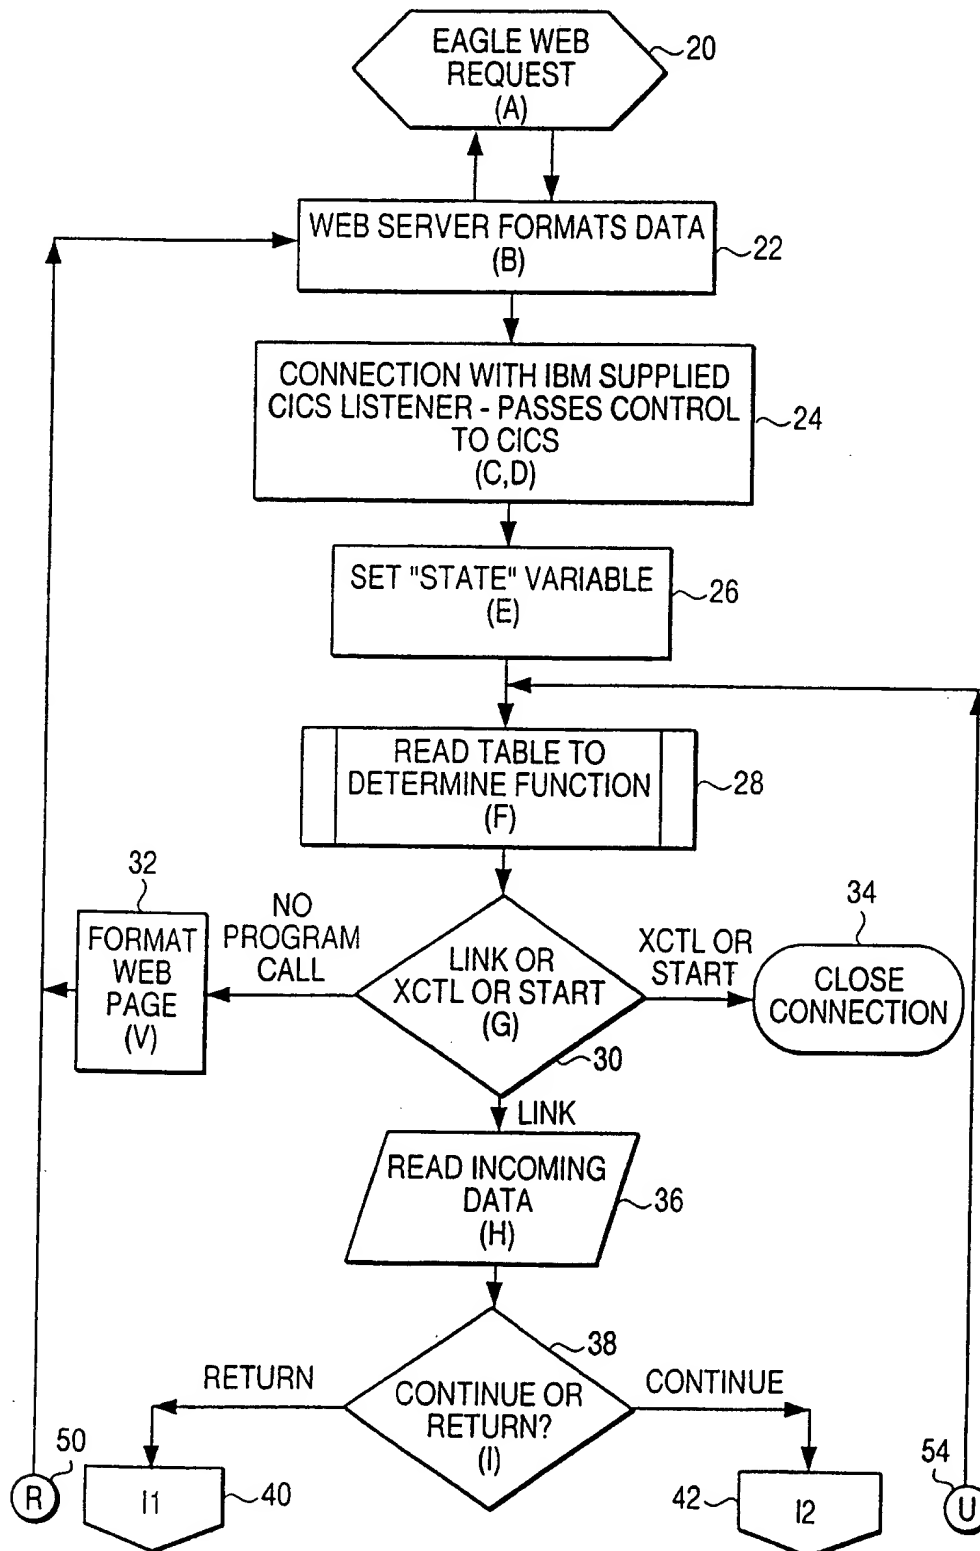 EAGLE WEB
REQUEST
(A)
20
WEB SERVER FORMATS DATA
(B)
22
CONNECTION WITH IBM SUPPLIED
CICS LISTENER - PASSES CONTROL
TO CICS
(C,D)
24
SET "STATE" VARIABLE
(E)
26
READ TABLE TO
DETERMINE FUNCTION
(F)
28
32
FORMAT
WEB
PAGE
(V)
NO
PROGRAM
CALL
LINK OR
XCTL OR START
(G)
30
XCTL OR
START
34
CLOSE
CONNECTION
LINK
READ INCOMING
DATA
(H)
36
38
RETURN
CONTINUE OR
RETURN?
(I)
CONTINUE
50
R
I1
40
42
I2
54
U